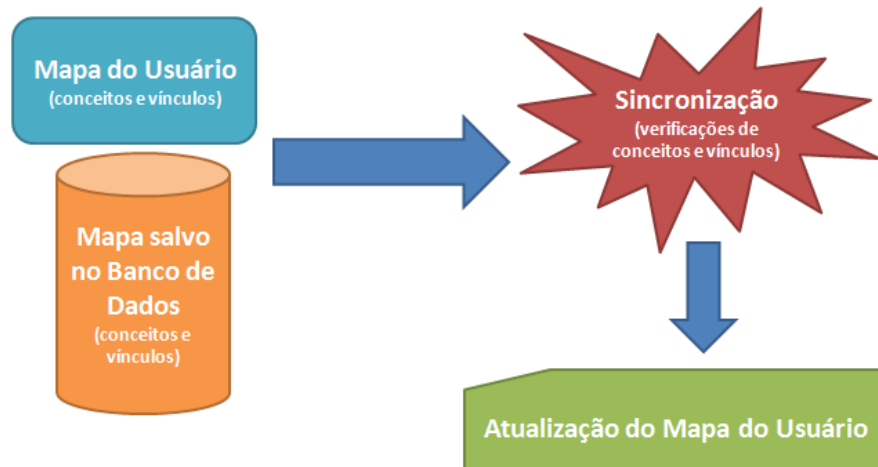 Mapa do Usuário
(conceitos e vínculos)
Mapa salvo
no Banco de
Dados
(conceitos e
vínculos)
Sincronização
(verificações de
conceitos e vínculos)
Atualização do Mapa do Usuário